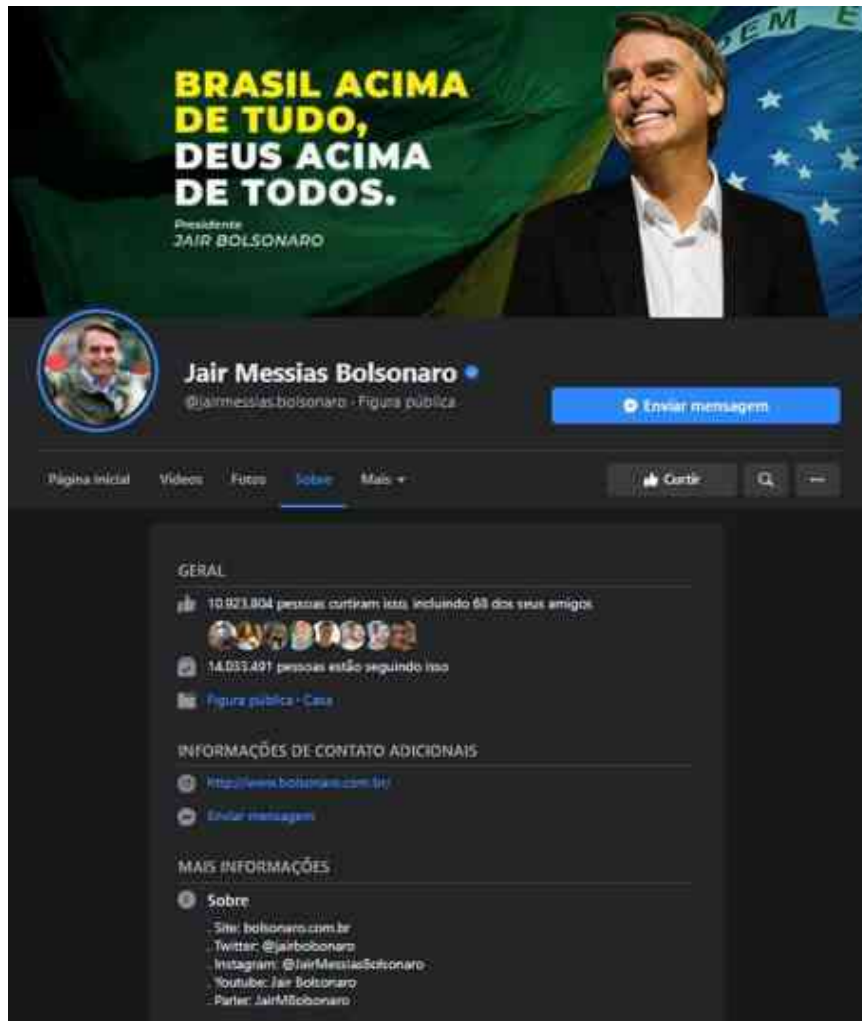 DEM E
BRASIL ACIMA
DE TUDO,
DEUS ACIMA
DE TODOS.
Presidente
JAIR BOLSONARO
Jair Messias Bolsonaro
@jairmessias.bolsonaro · Figura pública
Enviar mensagem
Página inicial Vídeos Fotos Sobre Mais
Curtir
GERAL
10.923.804 pessoas curtiram isso, incluindo 68 dos seus amigos
14.033.491 pessoas estão seguindo isso
Figura pública · Casa
INFORMAÇÕES DE CONTATO ADICIONAIS
http://www.bolsonaro.com.br/
Enviar mensagem
MAIS INFORMAÇÕES
Sobre
. Site: bolsonaro.com.br
. Twitter: @jairbolsonaro
. Instagram: @JairMessiasBolsonaro
. Youtube: Jair Bolsonaro
. Parler: JairMBolsonaro